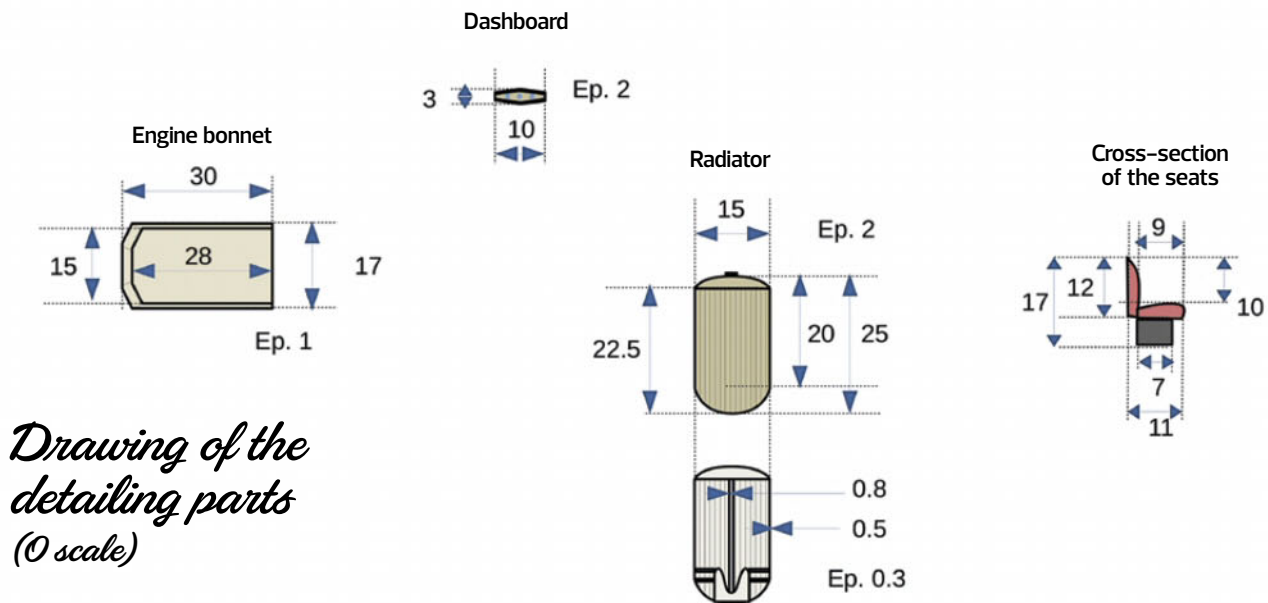 Dashboard
3
Ep. 2
10
Engine bonnet
30
15
28
17
Ep. 1
Radiator
15
Ep. 2
22.5
20
25
0.8
0.5
Ep. 0.3
Cross-section
of the seats
9
17
12
10
7
11
Drawing of the
detailing parts
(O scale)